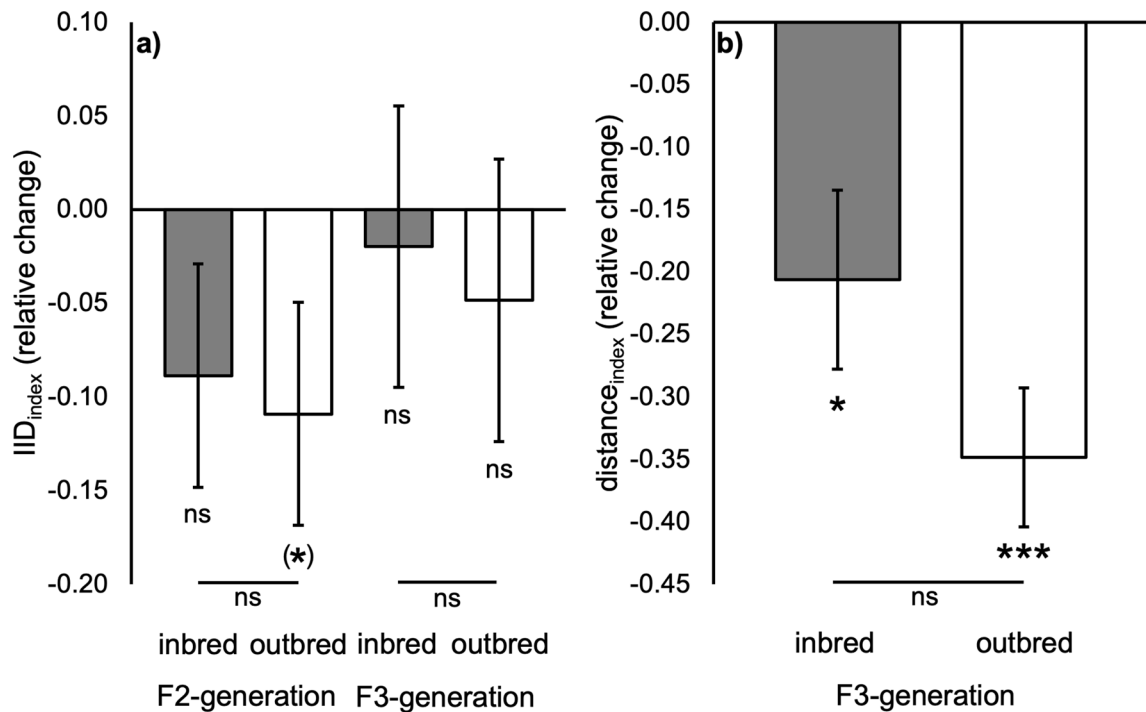 a)
IID_index (relative change)
0.10
0.05
0.00
-0.05
-0.10
-0.15
-0.20
ns
(*)
ns
ns
ns
ns
inbred outbred inbred outbred
F2-generation F3-generation
b)
distance_index (relative change)
0.00
-0.05
-0.10
-0.15
-0.20
-0.25
-0.30
-0.35
-0.40
-0.45
*
***
ns
inbred outbred
F3-generation